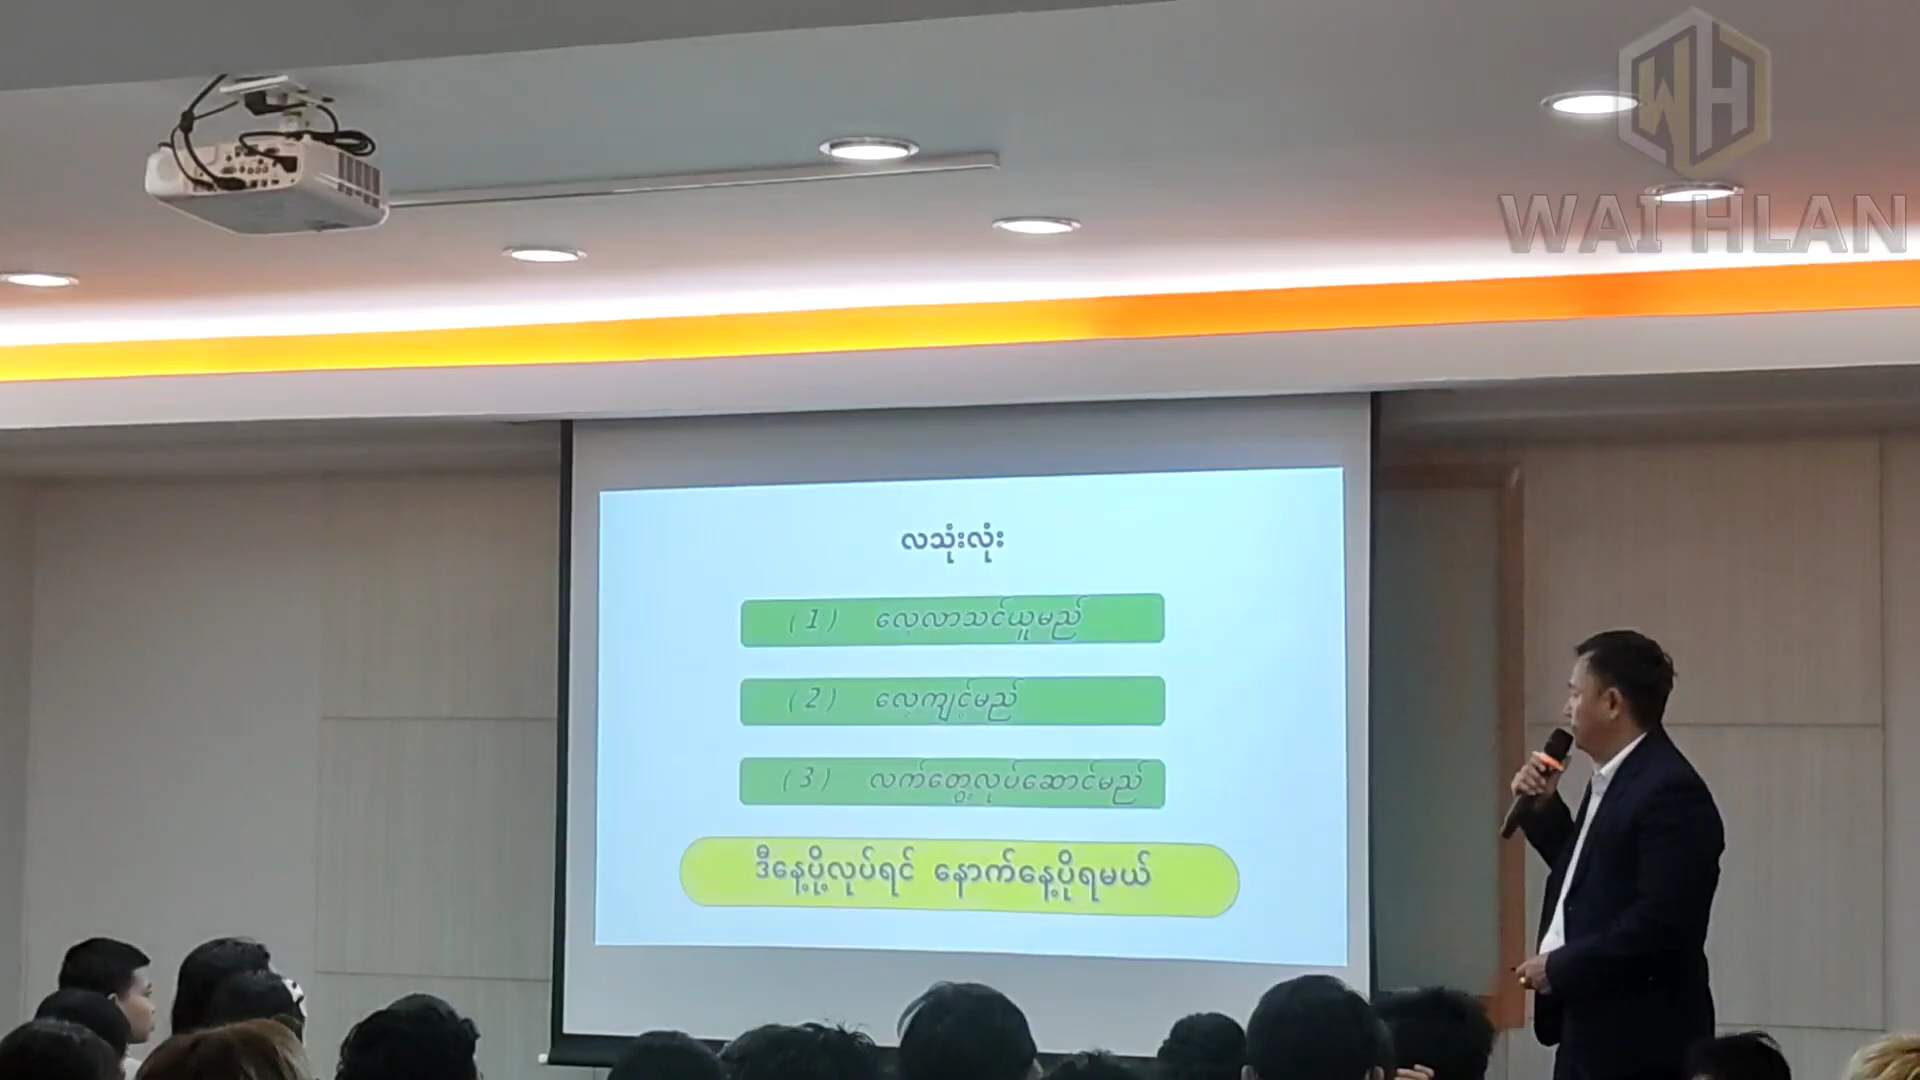 WH
WAI HLAN
လသုံးလုံး
(1) လေ့လာသင်ယူမည်
(2) လေ့ကျင့်မည်
(3) လက်တွေ့လုပ်ဆောင်မည်
ဒီနေ့ပို့လုပ်ရင် နောက်နေ့ပိုရမယ်